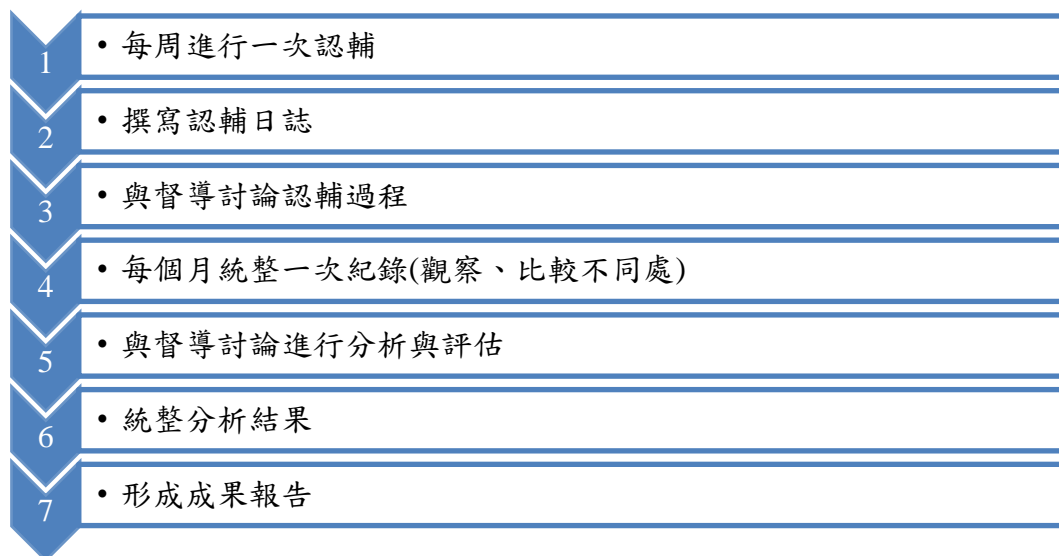 1
• 每周進行一次認輔
2
• 撰寫認輔日誌
3
• 與督導討論認輔過程
4
• 每個月統整一次紀錄(觀察、比較不同處)
5
• 與督導討論進行分析與評估
6
• 統整分析結果
7
• 形成成果報告